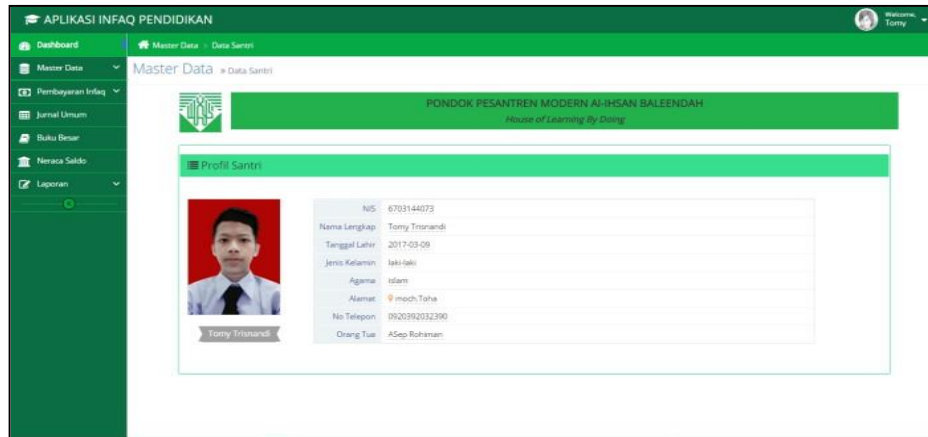 APLIKASI INFAQ PENDIDIKAN
Welcome,
Tomy
Dashboard
Master Data
Pembayaran Infaq
Jurnal Umum
Buku Besar
Neraca Saldo
Laporan
Master Data > Data Santri
Master Data » Data Santri
PONDOK PESANTREN MODERN Al-IHSAN BALEENDAH
House of Learning By Doing
Profil Santri
NIS 6703144073
Nama Lengkap Tomy Trisnandi
Tanggal Lahir 2017-03-09
Jenis Kelamin laki-laki
Agama islam
Alamat moch.Toha
No Telepon 0920392032390
Orang Tua ASep Rohiman
Tomy Trisnandi